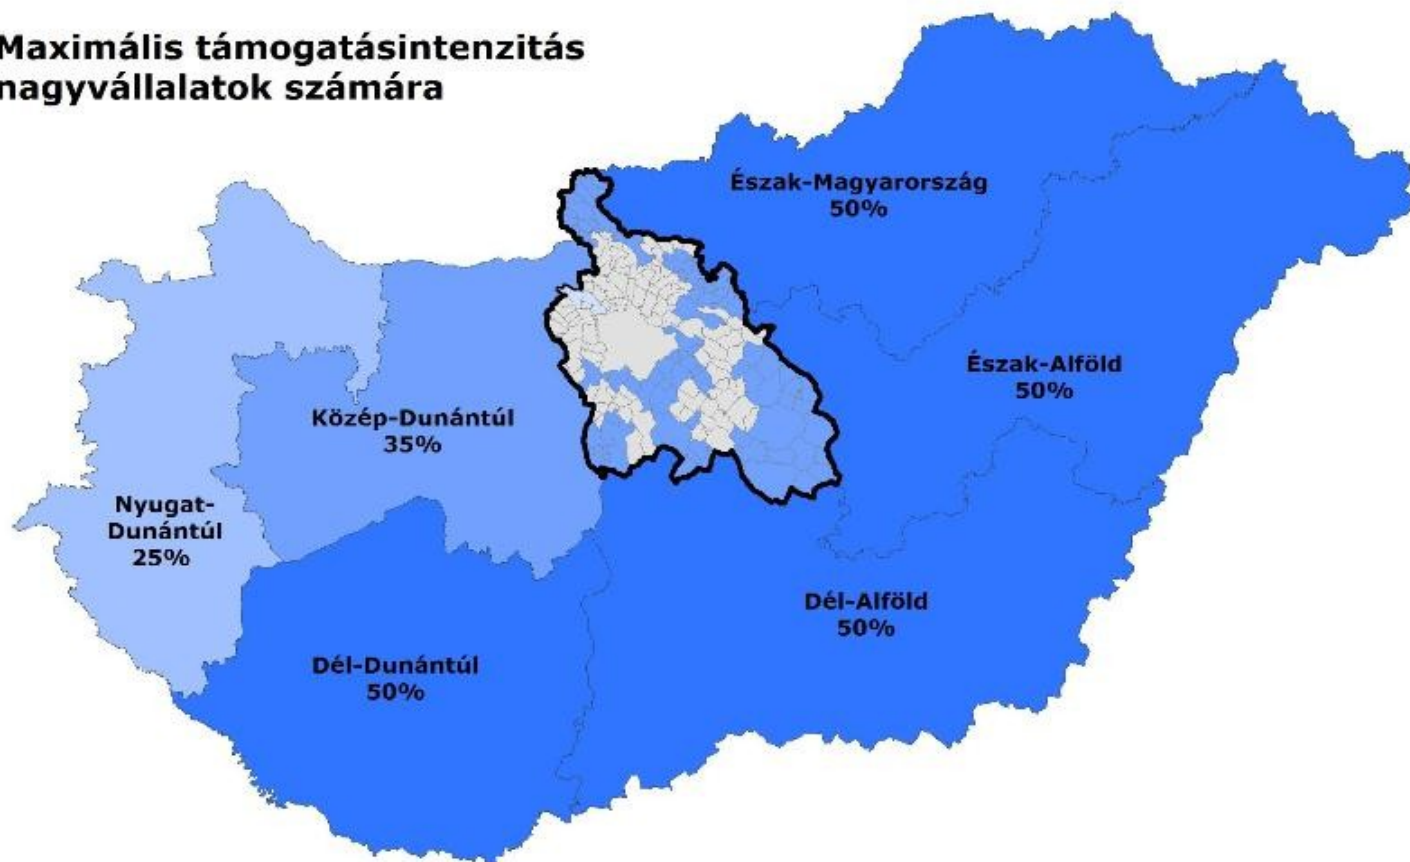 Maximális támogatásintenzitás
nagyvállalatok számára
Észak-Magyarország
50%
Észak-Alföld
50%
Közép-Dunántúl
35%
Nyugat-
Dunántúl
25%
Dél-Alföld
50%
Dél-Dunántúl
50%